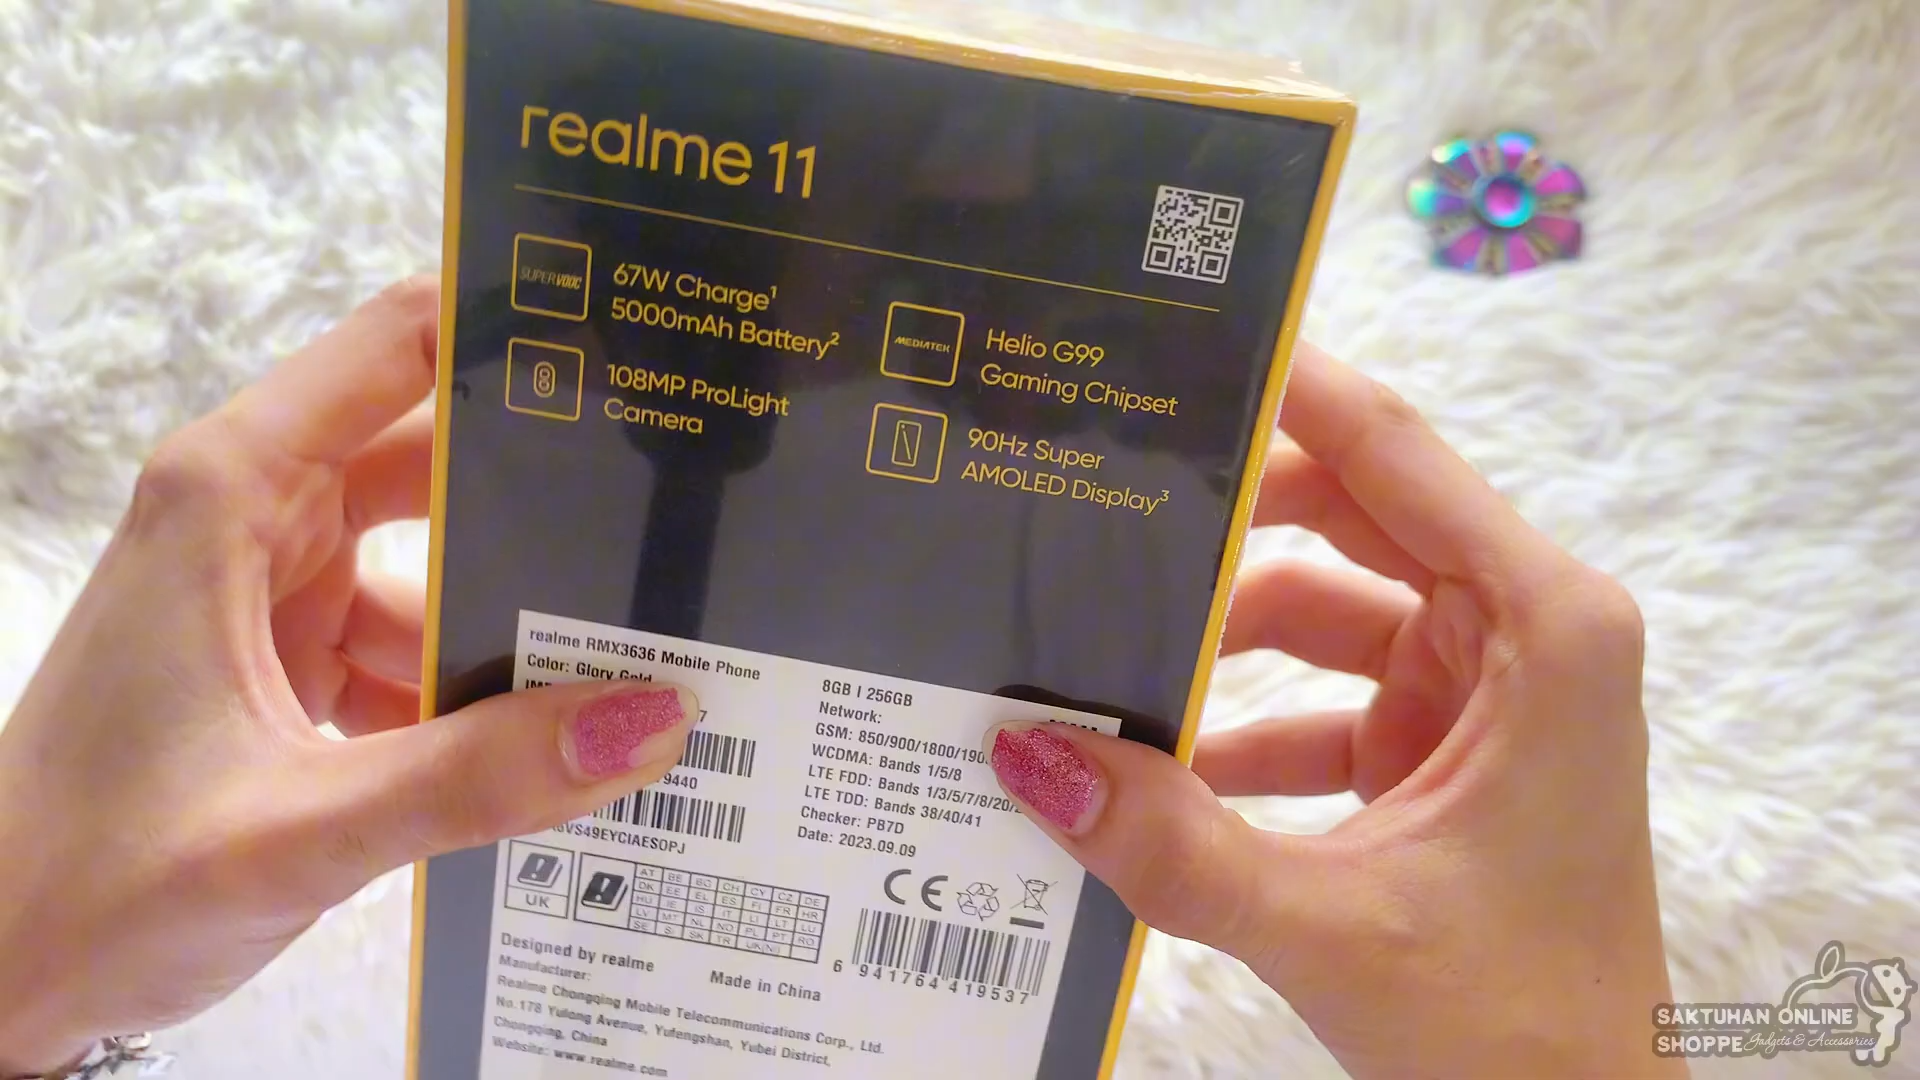 realme 11
SUPERVOOC
67W Charge¹
5000mAh Battery²
108MP ProLight
Camera
MEDIATEK
Helio G99
Gaming Chipset
90Hz Super
AMOLED Display³
realme RMX3636 Mobile Phone
Color: Glory Gold
7
9440
VS49EYCIAESOPJ
8GB | 256GB
Network:
GSM: 850/900/1800/190
WCDMA: Bands 1/5/8
LTE FDD: Bands 1/3/5/7/8/20/
LTE TDD: Bands 38/40/41
Checker: PB7D
Date: 2023.09.09
UK
AT BE BG CH CY CZ DE
DK EE EL ES FI FR HR
HU IE IS IT LI LT LU
LV MT NL NO PL PT RO
SE SI SK TR UK(NI)
CE
6 941764 419537
Designed by realme
Made in China
Manufacturer:
Realme Chongqing Mobile Telecommunications Corp., Ltd.
No.178 Yulong Avenue, Yufengshan, Yubei District,
Chongqing, China
Website: www.realme.com
SAKTUHAN ONLINE
SHOPPE Gadgets & Accessories